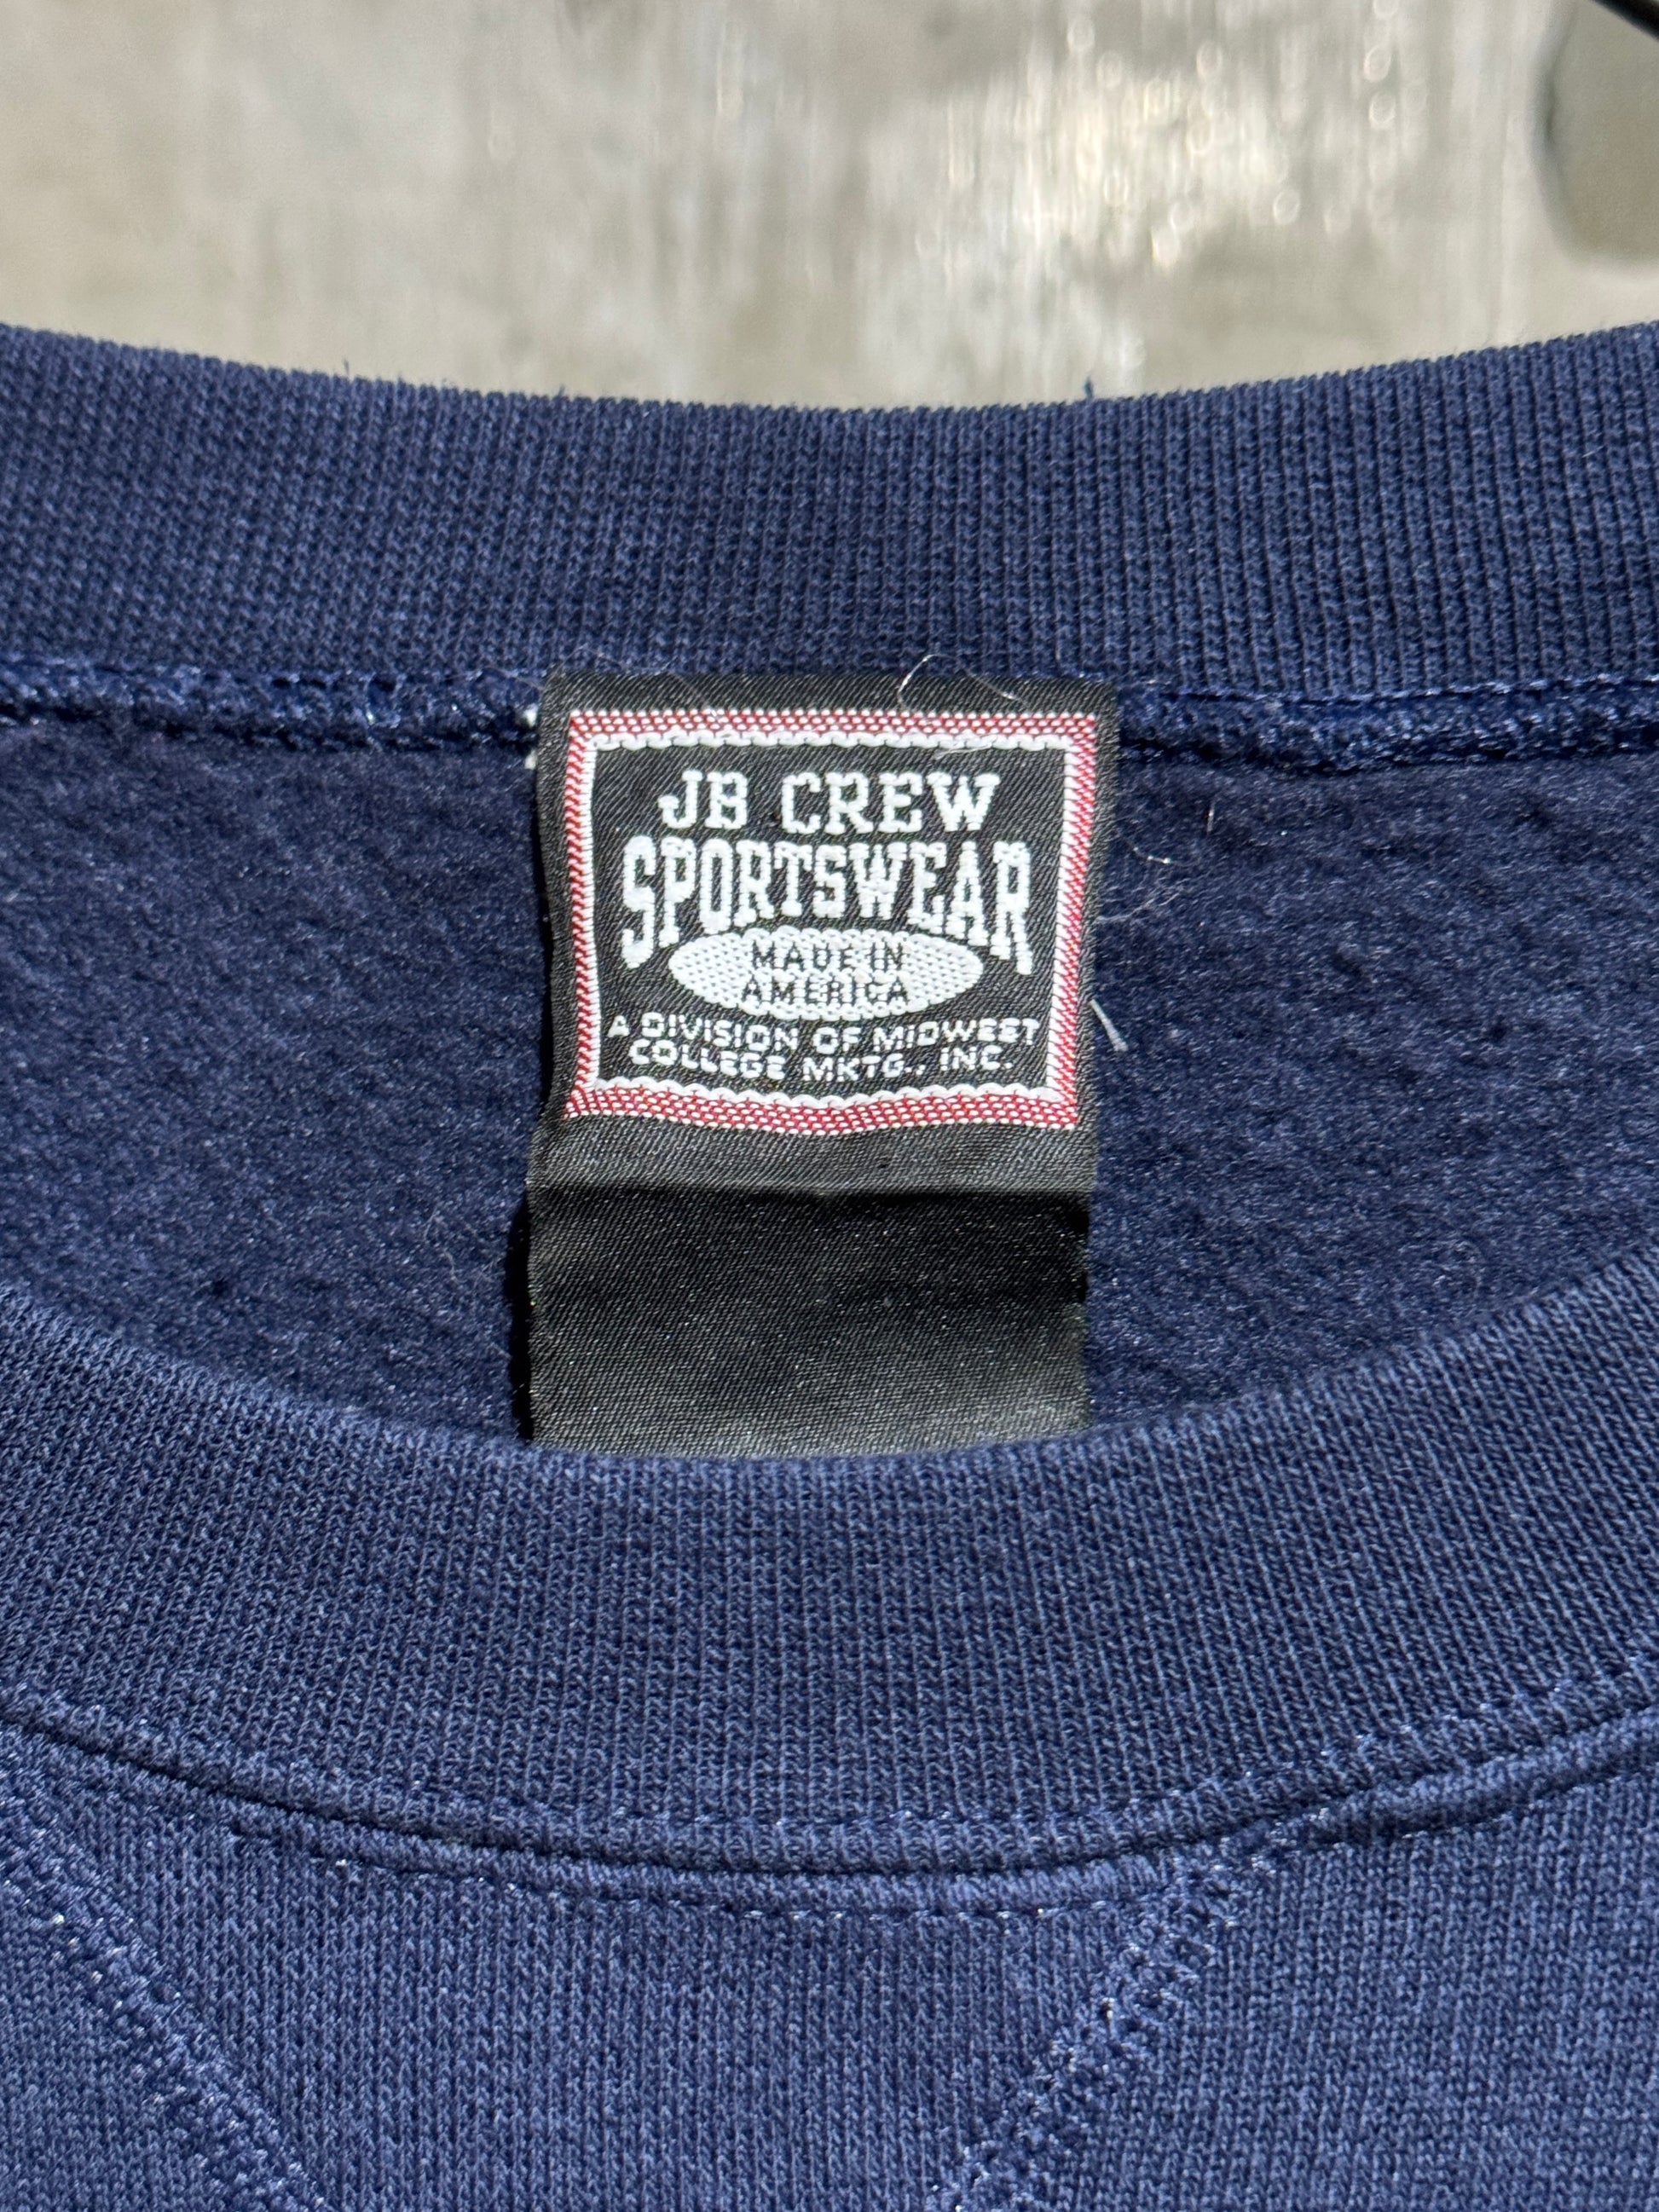 JB CREW
SPORTSWEAR
MADE IN
AMERICA
A DIVISION OF MIDWEST
COLLEGE MKTG., INC.